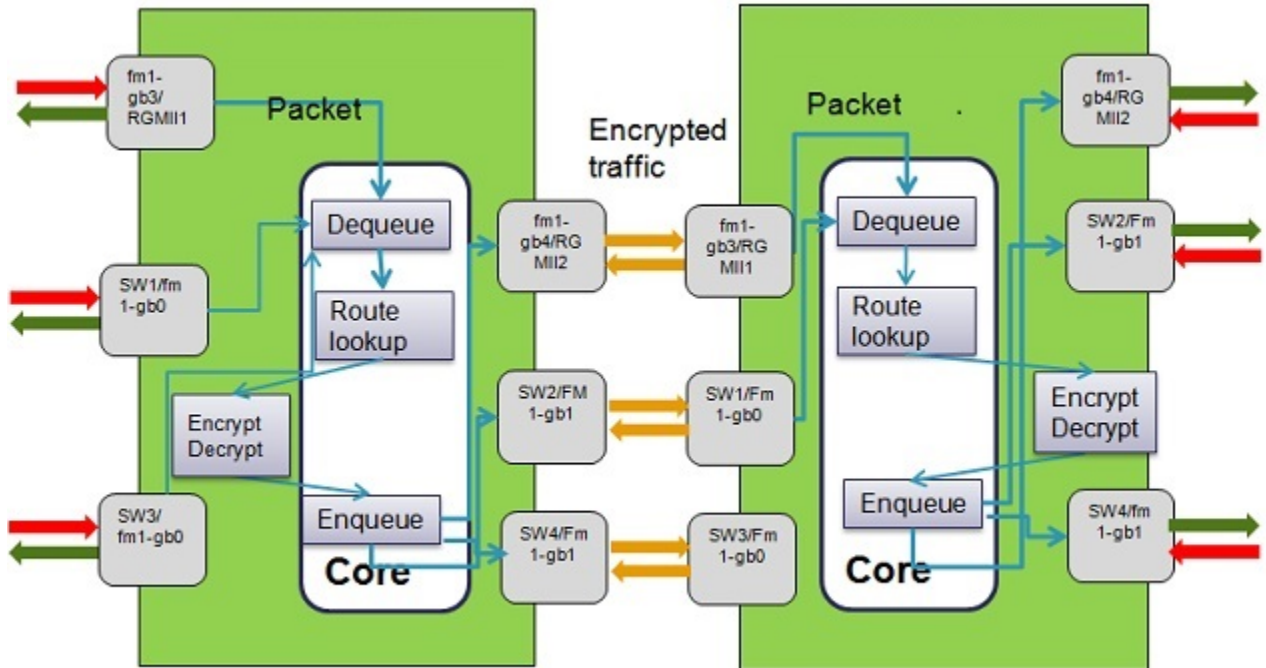 fm1-
gb3/
RGMII1
Packet
Dequeue
SW1/fm
1-gb0
Route
lookup
Encrypt
Decrypt
SW3/
fm1-gb0
Enqueue
Core
Encrypted
traffic
fm1-
gb4/RG
MII2
fm1-
gb3/RG
MII1
SW2/FM
1-gb1
SW1/Fm
1-gb0
SW4/Fm
1-gb1
SW3/Fm
1-gb0
Packet .
Dequeue
Route
lookup
Encrypt
Decrypt
Enqueue
Core
fm1-
gb4/RG
MII2
SW2/Fm
1-gb1
SW4/fm
1-gb1